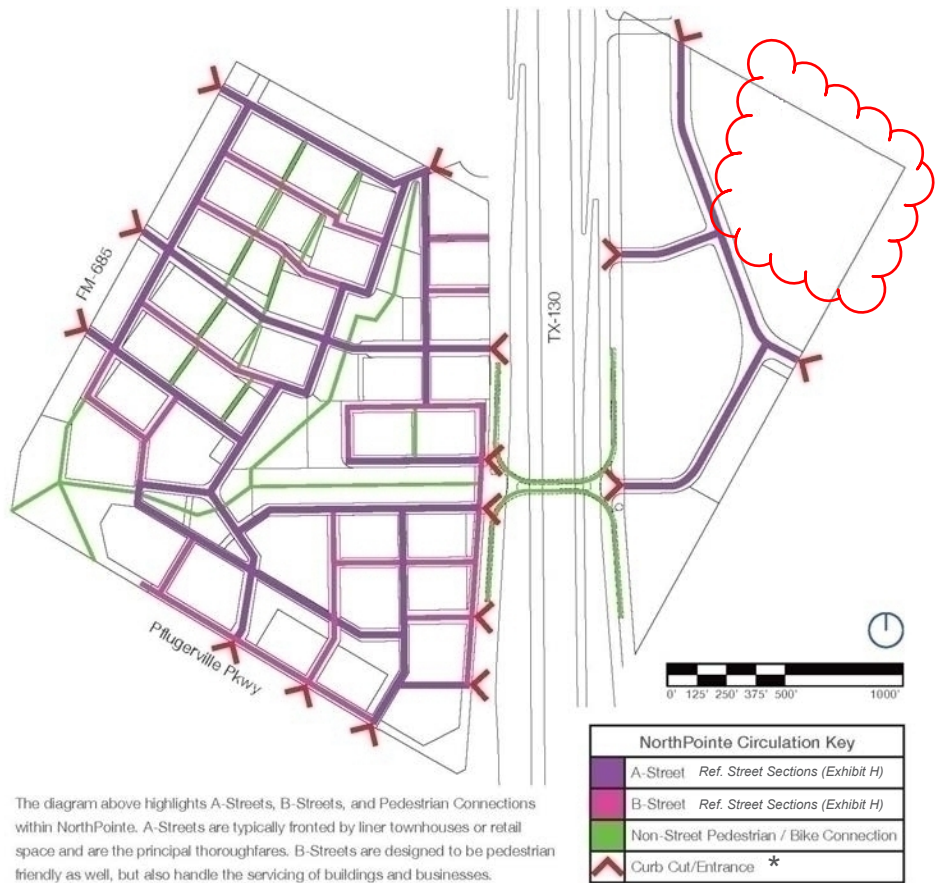 FM-685
TX-130
Pflugerville Pkwy
0' 125' 250' 375' 500' 1000'
NorthPointe Circulation Key
A-Street Ref. Street Sections (Exhibit H)
B-Street Ref. Street Sections (Exhibit H)
Non-Street Pedestrian / Bike Connection
Curb Cut/Entrance *
The diagram above highlights A-Streets, B-Streets, and Pedestrian Connections
within NorthPointe. A-Streets are typically fronted by liner townhouses or retail
space and are the principal thoroughfares. B-Streets are designed to be pedestrian
friendly as well, but also handle the servicing of buildings and businesses.